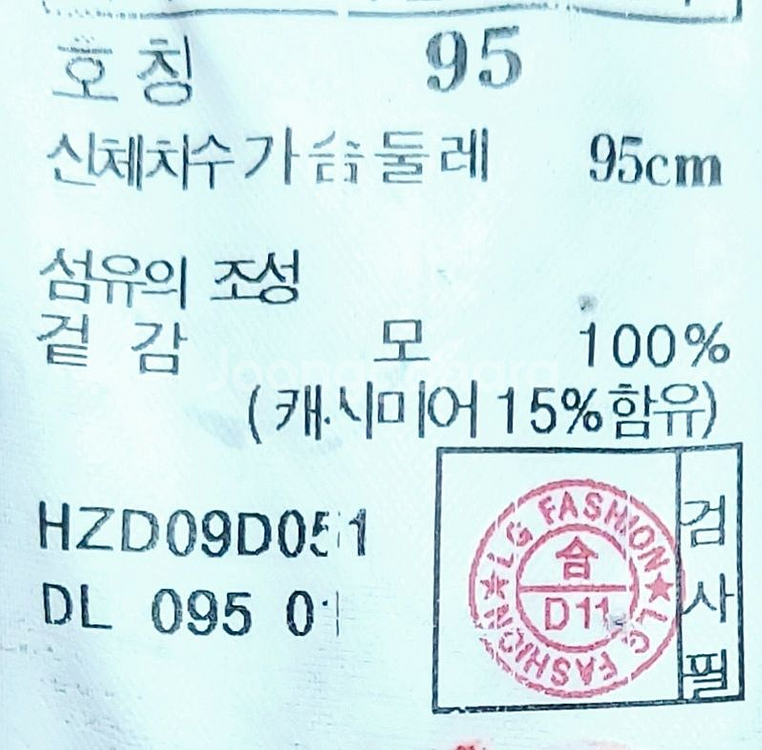 호칭 95
신체치수 가슴둘레 95cm
섬유의 조성
겉감 모 100%
(캐시미어 15% 함유)
HZD09D051
DL 095 01
LG FASHION ★ LG FASHION ★
合
D11
검사필